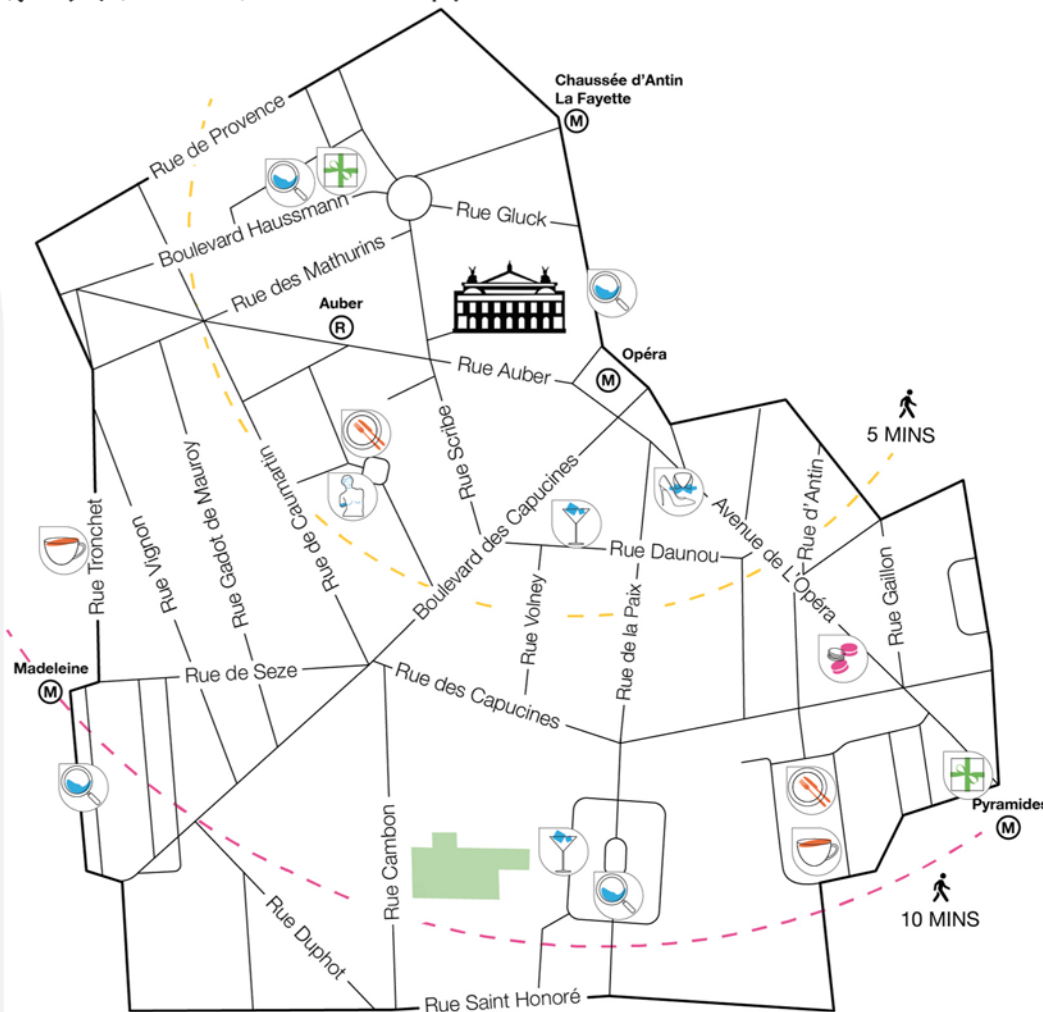 Chaussée d'Antin
La Fayette
M
Rue de Provence
Boulevard Haussmann
Rue Gluck
Rue des Mathurins
Auber
R
Opéra
M
Rue Auber
5 MINS
Rue Scribe
Boulevard des Capucines
Rue de Caumartin
Rue Gadot de Mauroy
Rue Vignon
Rue Tronchet
Avenue de L'Opéra
Rue d'Antin
Rue Daunou
Rue Gaillon
Rue Volney
Rue de la Paix
Madeleine
M
Rue de Seze
Rue des Capucines
Pyramides
M
Rue Cambon
10 MINS
Rue Duphot
Rue Saint Honoré